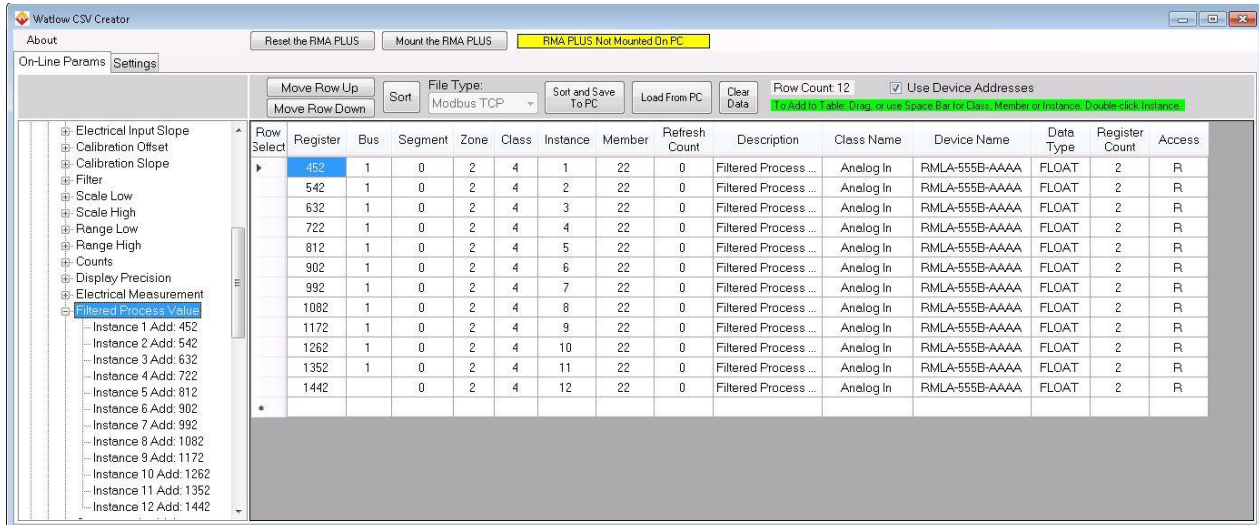 Watlow CSV Creator
About
Reset the RMA PLUS Mount the RMA PLUS RMA PLUS Not Mounted On PC
On-Line Params Settings
Move Row Up
Move Row Down
Sort
File Type:
Modbus TCP
Sort and Save
To PC
Load From PC
Clear
Data
Row Count: 12 Use Device Addresses
To Add to Table: Drag, or use Space Bar for Class, Member or Instance. Double-click Instance.
Electrical Input Slope
Calibration Offset
Calibration Slope
Filter
Scale Low
Scale High
Range Low
Range High
Counts
Display Precision
Electrical Measurement
Filtered Process Value
Instance 1 Add: 452
Instance 2 Add: 542
Instance 3 Add: 632
Instance 4 Add: 722
Instance 5 Add: 812
Instance 6 Add: 902
Instance 7 Add: 992
Instance 8 Add: 1082
Instance 9 Add: 1172
Instance 10 Add: 1262
Instance 11 Add: 1352
Instance 12 Add: 1442
Row Select Register Bus Segment Zone Class Instance Member Refresh Count Description Class Name Device Name Data Type Register Count Access
452 1 0 2 4 1 22 0 Filtered Process ... Analog In RMLA-555B-AAAA FLOAT 2 R
542 1 0 2 4 2 22 0 Filtered Process ... Analog In RMLA-555B-AAAA FLOAT 2 R
632 1 0 2 4 3 22 0 Filtered Process ... Analog In RMLA-555B-AAAA FLOAT 2 R
722 1 0 2 4 4 22 0 Filtered Process ... Analog In RMLA-555B-AAAA FLOAT 2 R
812 1 0 2 4 5 22 0 Filtered Process ... Analog In RMLA-555B-AAAA FLOAT 2 R
902 1 0 2 4 6 22 0 Filtered Process ... Analog In RMLA-555B-AAAA FLOAT 2 R
992 1 0 2 4 7 22 0 Filtered Process ... Analog In RMLA-555B-AAAA FLOAT 2 R
1082 1 0 2 4 8 22 0 Filtered Process ... Analog In RMLA-555B-AAAA FLOAT 2 R
1172 1 0 2 4 9 22 0 Filtered Process ... Analog In RMLA-555B-AAAA FLOAT 2 R
1262 1 0 2 4 10 22 0 Filtered Process ... Analog In RMLA-555B-AAAA FLOAT 2 R
1352 1 0 2 4 11 22 0 Filtered Process ... Analog In RMLA-555B-AAAA FLOAT 2 R
1442 0 2 4 12 22 0 Filtered Process ... Analog In RMLA-555B-AAAA FLOAT 2 R